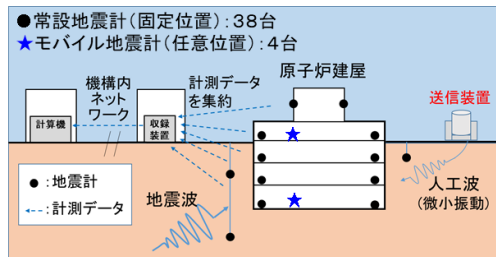 ●常設地震計(固定位置):38台
★モバイル地震計(任意位置):4台
機構内
ネット
ワーク
計測データ
を集約
原子炉建屋
送信装置
計算機
収録
装置
●:地震計
:計測データ
地震波
人工波
(微小振動)